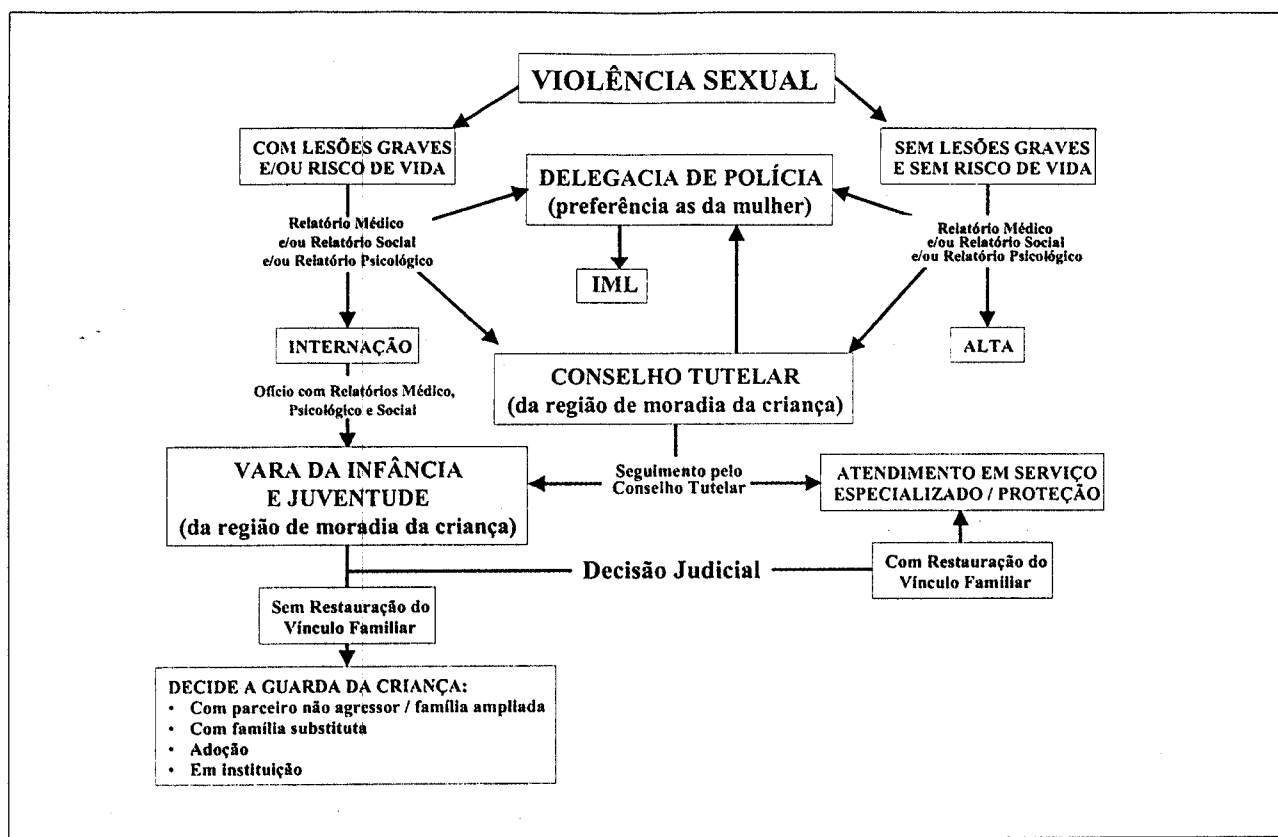 VIOLÊNCIA SEXUAL
COM LESÕES GRAVES
E/OU RISCO DE VIDA
SEM LESÕES GRAVES
E SEM RISCO DE VIDA
DELEGACIA DE POLÍCIA
(preferência as da mulher)
Relatório Médico
e/ou Relatório Social
e/ou Relatório Psicológico
Relatório Médico
e/ou Relatório Social
e/ou Relatório Psicológico
IML
INTERNAÇÃO
ALTA
CONSELHO TUTELAR
(da região de moradia da criança)
Ofício com Relatórios Médico,
Psicológico e Social
VARA DA INFÂNCIA
E JUVENTUDE
(da região de moradia da criança)
Seguimento pelo
Conselho Tutelar
ATENDIMENTO EM SERVIÇO
ESPECIALIZADO / PROTEÇÃO
Decisão Judicial
Com Restauração do
Vínculo Familiar
Sem Restauração do
Vínculo Familiar
DECIDE A GUARDA DA CRIANÇA:
• Com parceiro não agressor / família ampliada
• Com família substituta
• Adoção
• Em instituição